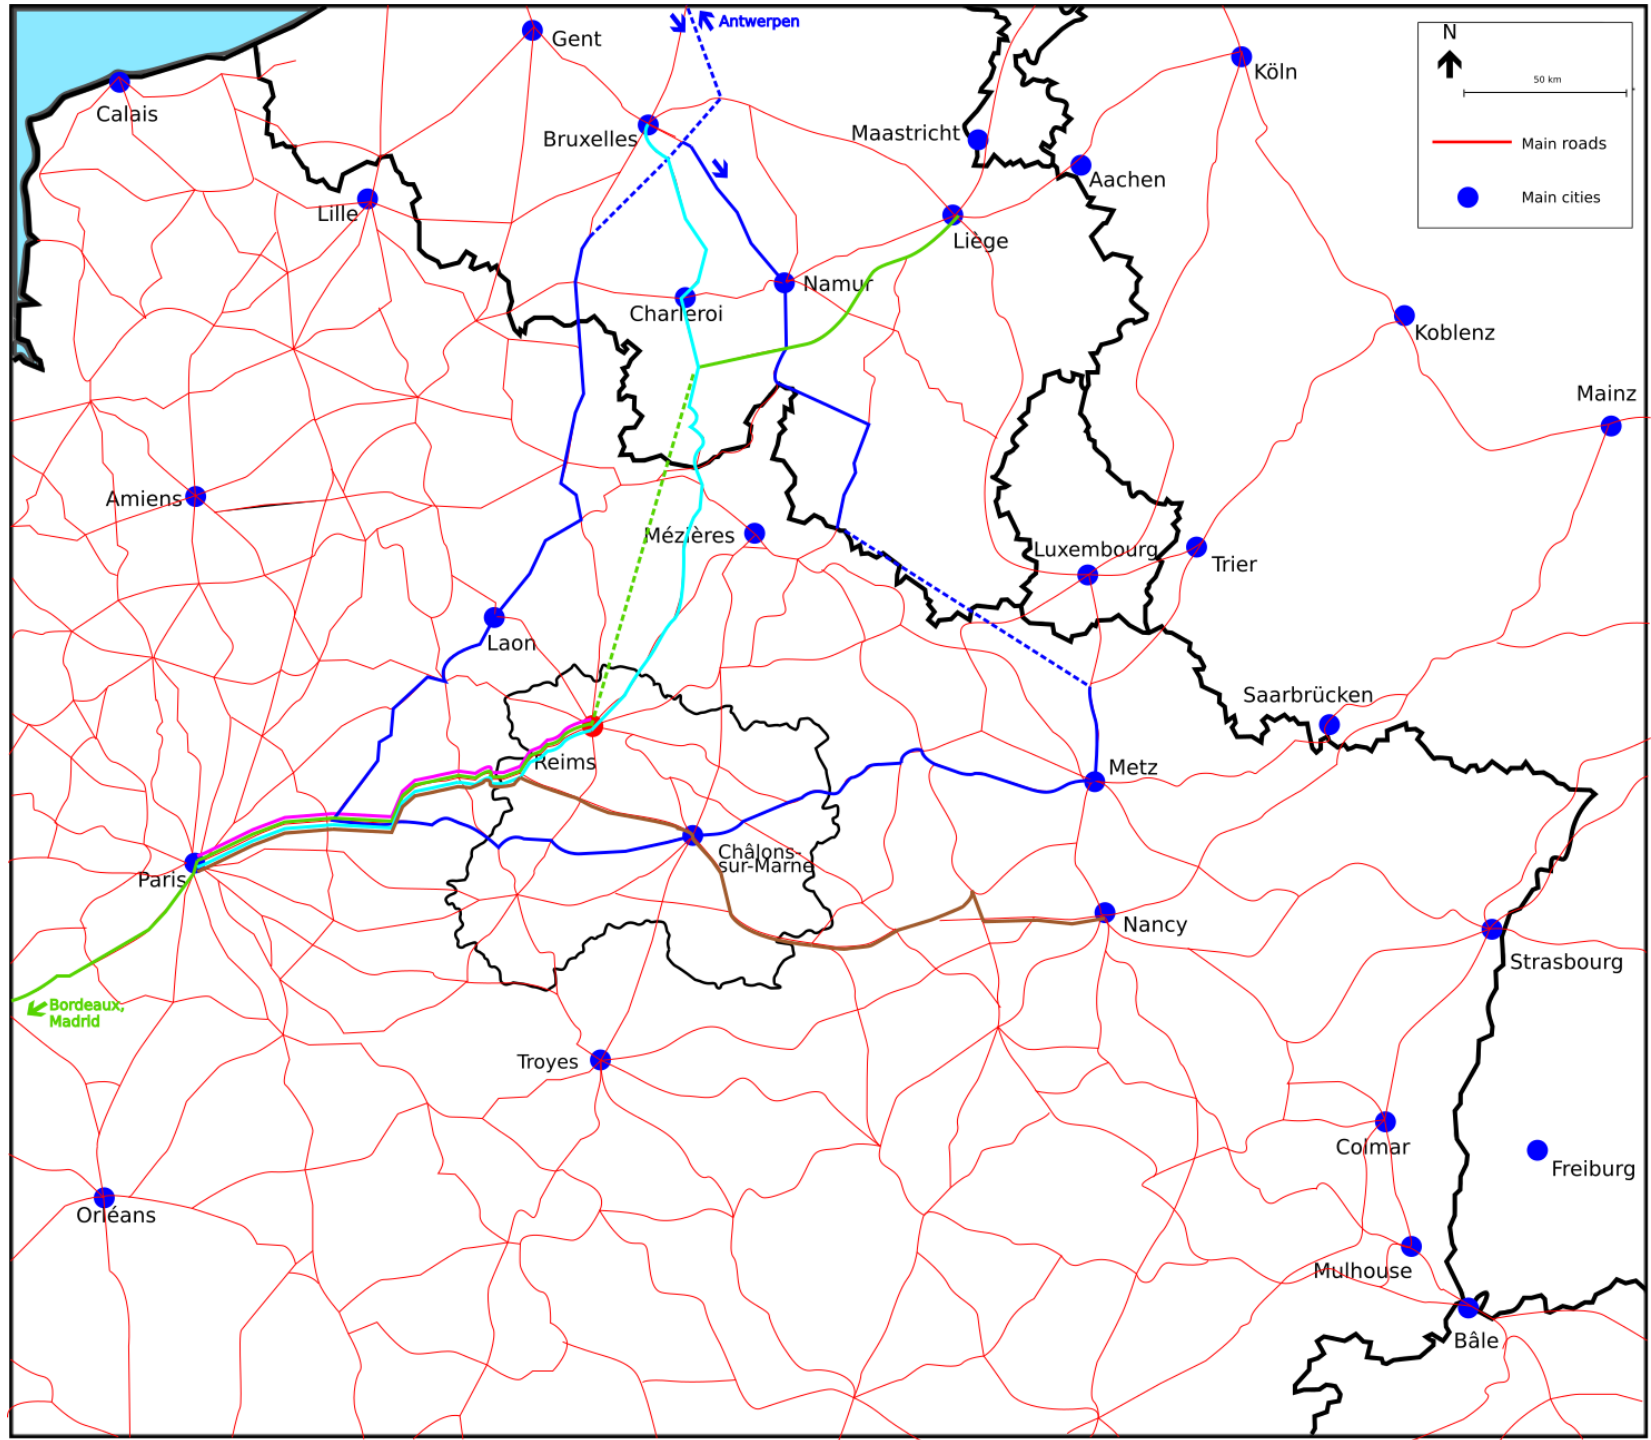 Antwerpen
Gent
N
Köln
50 km
Calais
Bruxelles
Maastricht
Main roads
Aachen
Main cities
Lille
Liège
Namur
Charleroi
Koblenz
Mainz
Amiens
Mézières
Luxembourg
Trier
Laon
Saarbrücken
Reims
Metz
Châlons-
sur-Marne
Paris
Nancy
Strasbourg
Bordeaux,
Madrid
Troyes
Colmar
Freiburg
Orléans
Mulhouse
Bâle